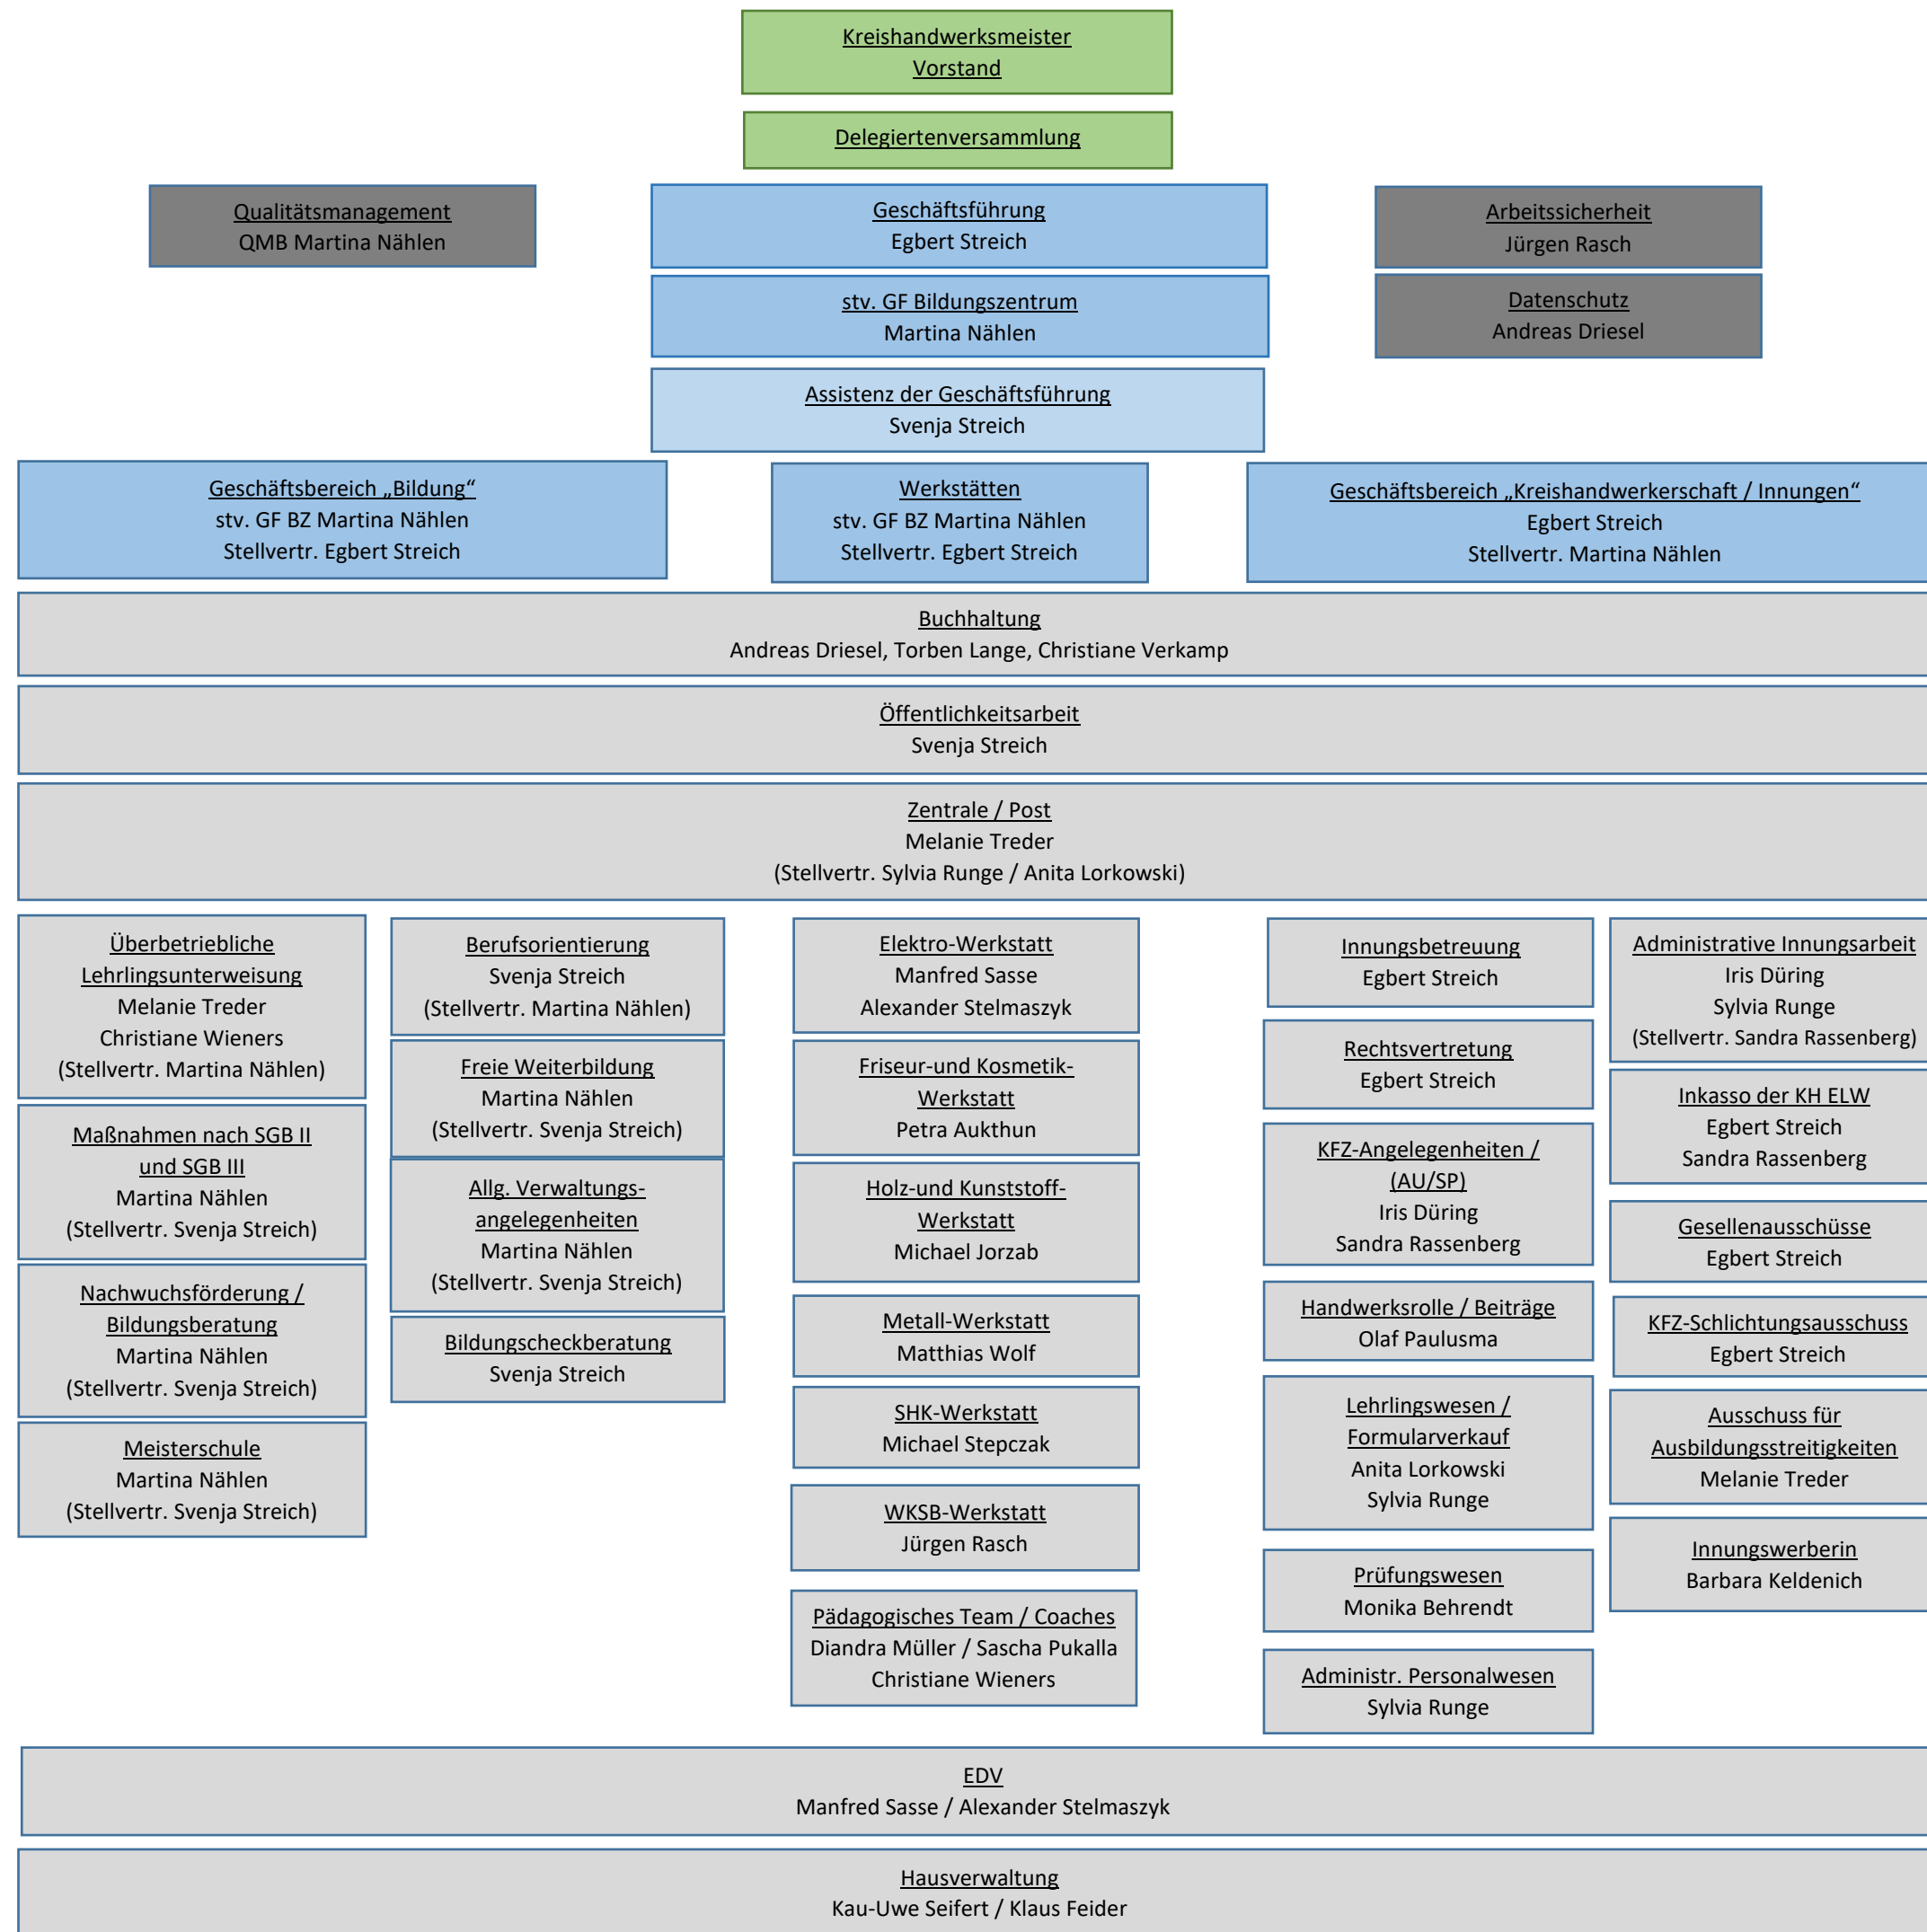 Kreishandwerksmeister
Vorstand
Delegiertenversammlung
Qualitätsmanagement
QMB Martina Nählen
Geschäftsführung
Egbert Streich
Arbeitssicherheit
Jürgen Rasch
stv. GF Bildungszentrum
Martina Nählen
Datenschutz
Andreas Driesel
Assistenz der Geschäftsführung
Svenja Streich
Geschäftsbereich „Bildung“
stv. GF BZ Martina Nählen
Stellvertr. Egbert Streich
Werkstätten
stv. GF BZ Martina Nählen
Stellvertr. Egbert Streich
Geschäftsbereich „Kreishandwerkerschaft / Innungen“
Egbert Streich
Stellvertr. Martina Nählen
Buchhaltung
Andreas Driesel, Torben Lange, Christiane Verkamp
Öffentlichkeitsarbeit
Svenja Streich
Zentrale / Post
Melanie Treder
(Stellvertr. Sylvia Runge / Anita Lorkowski)
Überbetriebliche
Lehrlingsunterweisung
Melanie Treder
Christiane Wieners
(Stellvertr. Martina Nählen)
Maßnahmen nach SGB II
und SGB III
Martina Nählen
(Stellvertr. Svenja Streich)
Nachwuchsförderung /
Bildungsberatung
Martina Nählen
(Stellvertr. Svenja Streich)
Meisterschule
Martina Nählen
(Stellvertr. Svenja Streich)
Berufsorientierung
Svenja Streich
(Stellvertr. Martina Nählen)
Freie Weiterbildung
Martina Nählen
(Stellvertr. Svenja Streich)
Allg. Verwaltungs-
angelegenheiten
Martina Nählen
(Stellvertr. Svenja Streich)
Bildungscheckberatung
Svenja Streich
Elektro-Werkstatt
Manfred Sasse
Alexander Stelmaszyk
Friseur-und Kosmetik-
Werkstatt
Petra Aukthun
Holz-und Kunststoff-
Werkstatt
Michael Jorzab
Metall-Werkstatt
Matthias Wolf
SHK-Werkstatt
Michael Stepczak
WKSB-Werkstatt
Jürgen Rasch
Pädagogisches Team / Coaches
Diandra Müller / Sascha Pukalla
Christiane Wieners
Innungsbetreuung
Egbert Streich
Rechtsvertretung
Egbert Streich
KFZ-Angelegenheiten /
(AU/SP)
Iris Düring
Sandra Rassenberg
Handwerksrolle / Beiträge
Olaf Paulusma
Lehrlingswesen /
Formularverkauf
Anita Lorkowski
Sylvia Runge
Prüfungswesen
Monika Behrendt
Administr. Personalwesen
Sylvia Runge
Administrative Innungsarbeit
Iris Düring
Sylvia Runge
(Stellvertr. Sandra Rassenberg)
Inkasso der KH ELW
Egbert Streich
Sandra Rassenberg
Gesellenausschüsse
Egbert Streich
KFZ-Schlichtungsausschuss
Egbert Streich
Ausschuss für
Ausbildungsstreitigkeiten
Melanie Treder
Innungswerberin
Barbara Keldenich
EDV
Manfred Sasse / Alexander Stelmaszyk
Hausverwaltung
Kau-Uwe Seifert / Klaus Feider